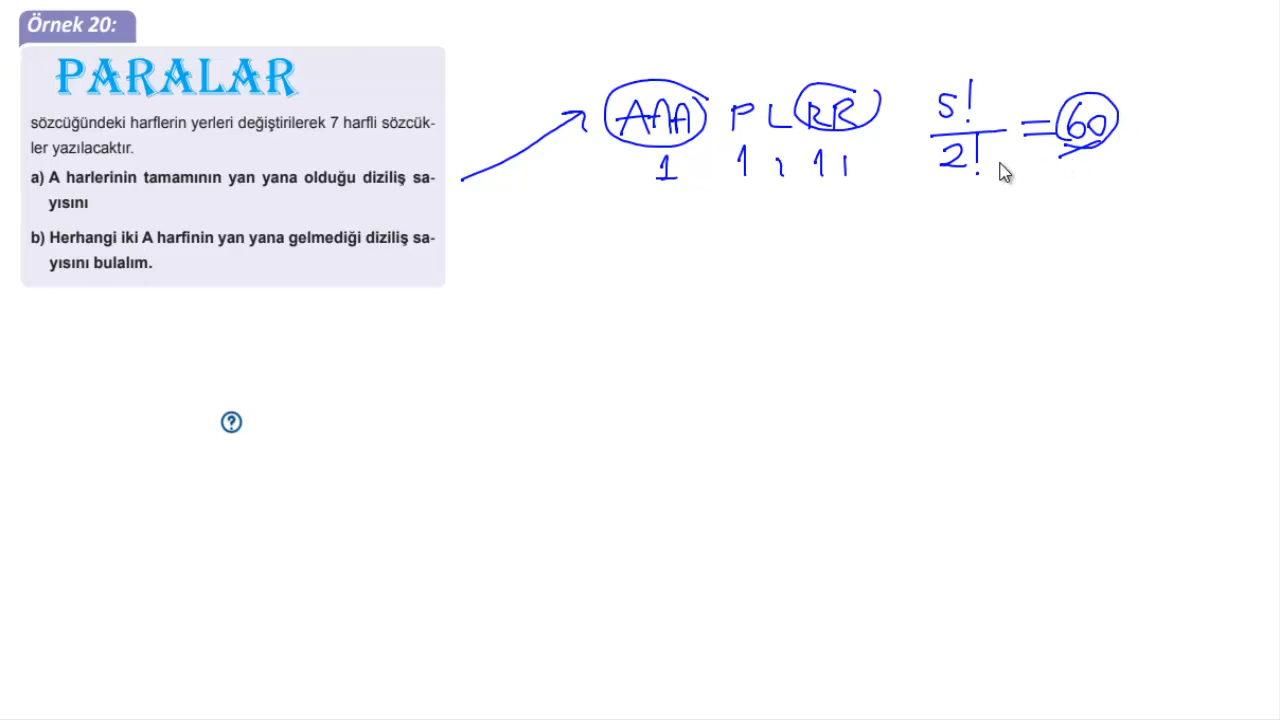 Örnek 20:
PARALAR
sözcüğündeki harflerin yerleri değiştirilerek 7 harfli sözcük-
ler yazılacaktır.
a) A harlerinin tamamının yan yana olduğu diziliş sa-
yısını
b) Herhangi iki A harfinin yan yana gelmediği diziliş sa-
yısını bulalım.
AAA P L RR
1 1 1 1 1
5!
2!
= 60
?